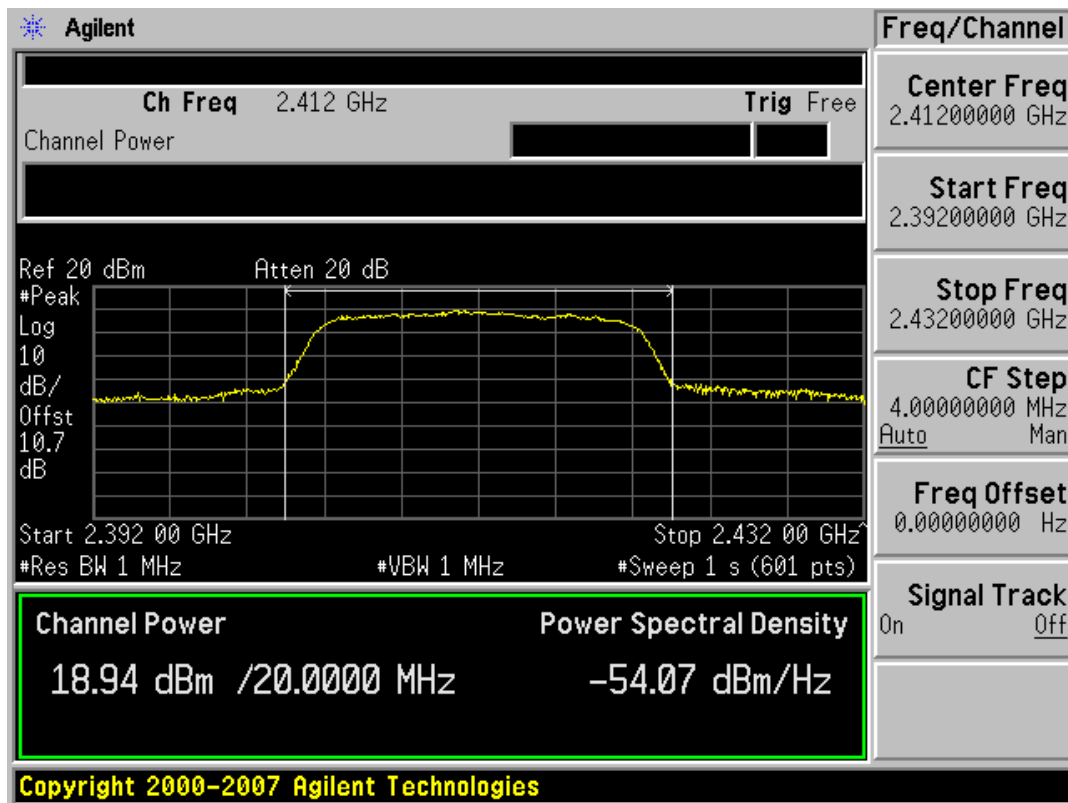 Agilent
Freq/Channel
Ch Freq 2.412 GHz Trig Free
Channel Power
Center Freq
2.41200000 GHz
Start Freq
2.39200000 GHz
Stop Freq
2.43200000 GHz
CF Step
4.00000000 MHz
Auto Man
Freq Offset
0.00000000 Hz
Signal Track
On Off
Ref 20 dBm Atten 20 dB
#Peak
Log
10
dB/
Offst
10.7
dB
Start 2.392 00 GHz Stop 2.432 00 GHz^
#Res BW 1 MHz #VBW 1 MHz #Sweep 1 s (601 pts)
Channel Power Power Spectral Density
18.94 dBm /20.0000 MHz -54.07 dBm/Hz
Copyright 2000-2007 Agilent Technologies